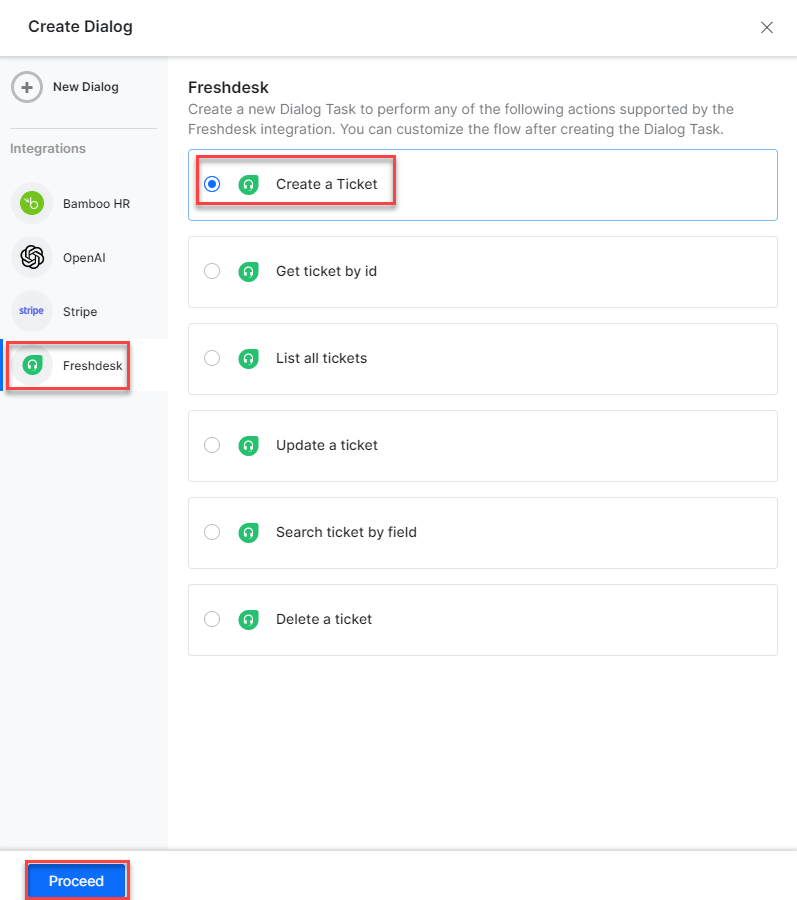 Create Dialog
New Dialog
Integrations
Bamboo HR
OpenAI
stripe
Stripe
Freshdesk
Freshdesk
Create a new Dialog Task to perform any of the following actions supported by the
Freshdesk integration. You can customize the flow after creating the Dialog Task.
Create a Ticket
Get ticket by id
List all tickets
Update a ticket
Search ticket by field
Delete a ticket
Proceed